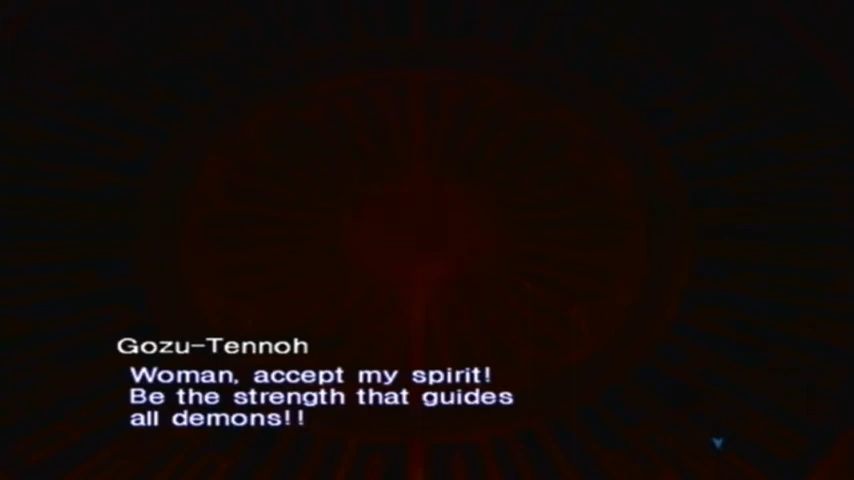 Gozu-Tennoh
Woman, accept my spirit!
Be the strength that guides
all demons!!